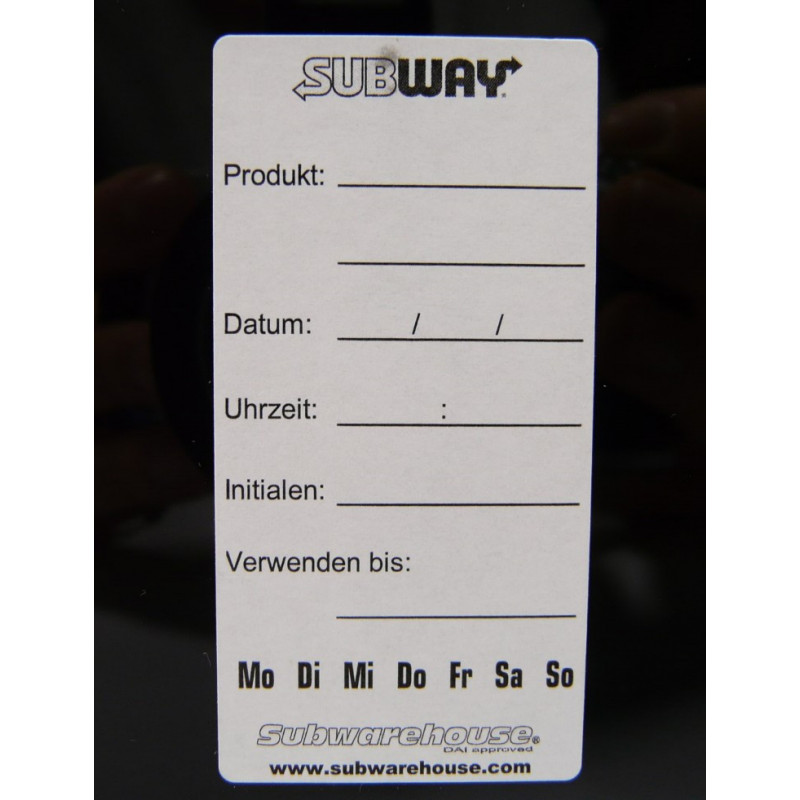 SUBWAY
Produkt:
Datum: / /
Uhrzeit: :
Initialen:
Verwenden bis:
Mo Di Mi Do Fr Sa So
Subwarehouse®
DAI approved
www.subwarehouse.com